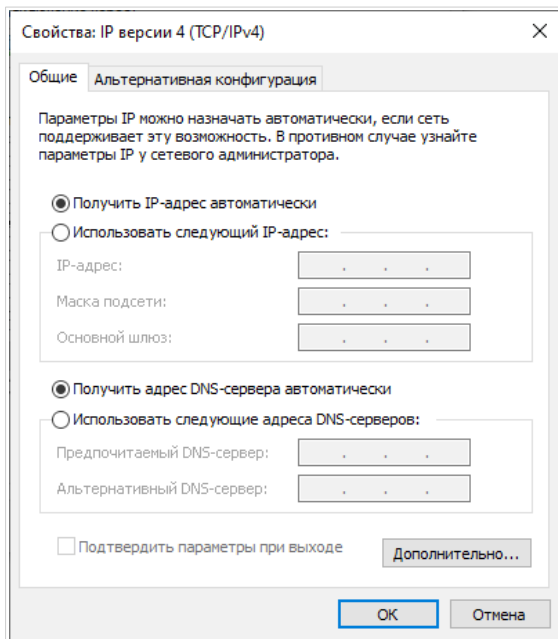 Свойства: IP версии 4 (TCP/IPv4)
Общие
Альтернативная конфигурация
Параметры IP можно назначать автоматически, если сеть
поддерживает эту возможность. В противном случае узнайте
параметры IP у сетевого администратора.
Получить IP-адрес автоматически
Использовать следующий IP-адрес:
IP-адрес:
Маска подсети:
Основной шлюз:
Получить адрес DNS-сервера автоматически
Использовать следующие адреса DNS-серверов:
Предпочитаемый DNS-сервер:
Альтернативный DNS-сервер:
Подтвердить параметры при выходе
Дополнительно...
ОК
Отмена